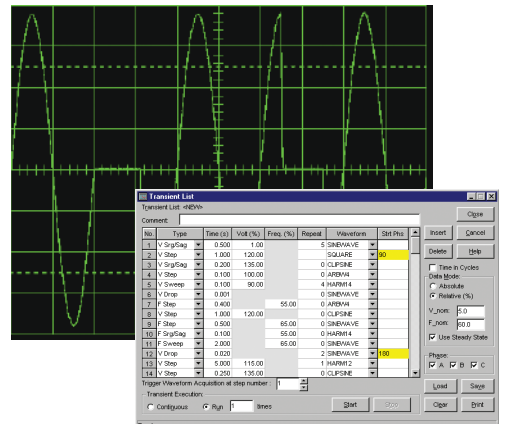 Transient List
Transient List: <NEW>
Comment:
Close
No. Type Time (s) Volt (%) Freq. (%) Repeat Waveform Strt Phs
1 V Srg/Sag 0.500 1.00 5 SINEWAVE
2 V Step 1.000 120.00 SQUARE 90
3 V Srg/Sag 0.200 135.00 0 CLIPSINE
4 V Step 0.100 100.00 0 ARBW4
5 V Sweep 0.100 90.00 4 HARM14
6 V Drop 0.001 0 SINEWAVE
7 F Step 0.400 55.00 0 ARBW4
8 V Step 1.000 120.00 0 CLIPSINE
9 F Step 0.500 65.00 0 SINEWAVE
10 F Srg/Sag 0.100 55.00 0 HARM14
11 F Sweep 2.000 65.00 0 SINEWAVE
12 V Drop 0.020 2 SINEWAVE 180
13 V Step 5.000 115.00 1 HARM12
14 V Step 0.250 135.00 0 CLIPSINE
Insert Cancel
Delete Help
Time in Cycles
Data Mode:
Absolute
Relative (%)
V_nom: 5.0
F_nom: 60.0
Use Steady State
Phase:
A B C
Trigger Waveform Acquisition at step number: 1
Transient Execution:
Continuous Run 1 times
Start Stop
Load Save
Clear Print